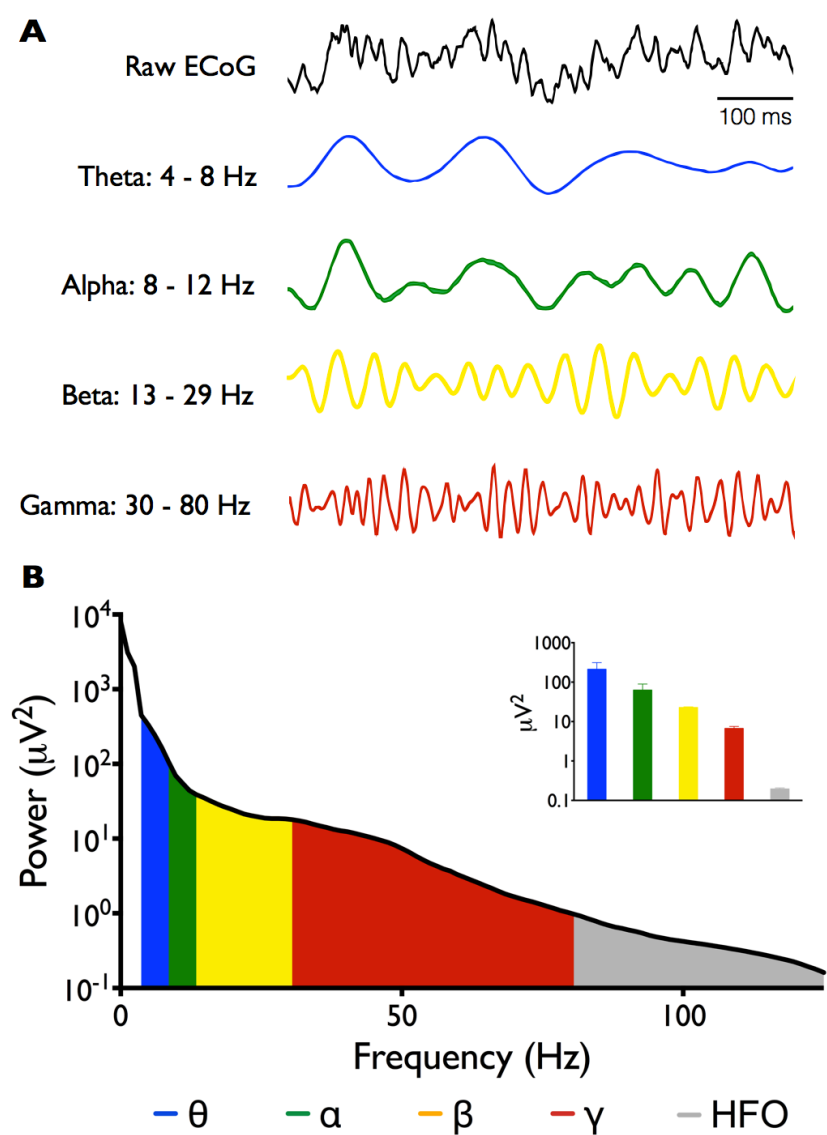 A
Raw ECoG
100 ms
Theta: 4 - 8 Hz
Alpha: 8 - 12 Hz
Beta: 13 - 29 Hz
Gamma: 30 - 80 Hz
B
Power (μV²)
10⁴
10³
10²
10¹
10⁰
10⁻¹
0 50 100
Frequency (Hz)
μV²
1000
100
10
1
0.1
θ α β γ HFO